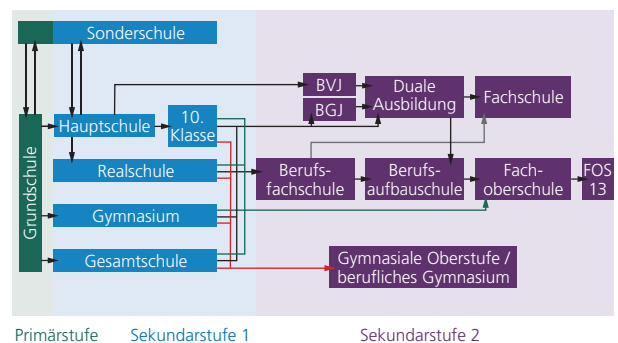 Sonderschule
Grundschule
Hauptschule
10.
Klasse
Realschule
Gymnasium
Gesamtschule
BVJ
BGJ
Duale
Ausbildung
Fachschule
Berufs-
fachschule
Berufs-
aufbauschule
Fach-
oberschule
FOS
13
Gymnasiale Oberstufe /
berufliches Gymnasium
Primärstufe
Sekundarstufe 1
Sekundarstufe 2